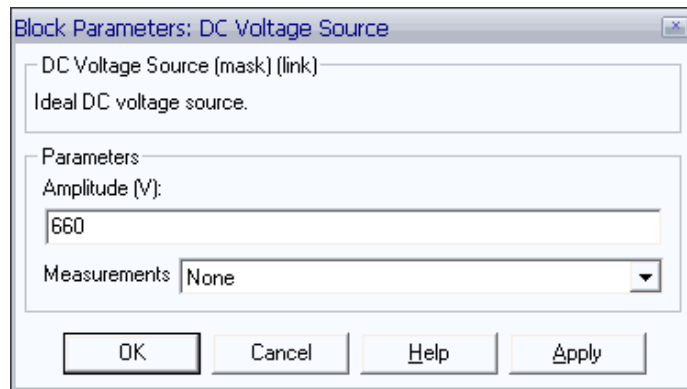 Block Parameters: DC Voltage Source
DC Voltage Source (mask) (link)
Ideal DC voltage source.
Parameters
Amplitude (V):
660
Measurements None
OK Cancel Help Apply